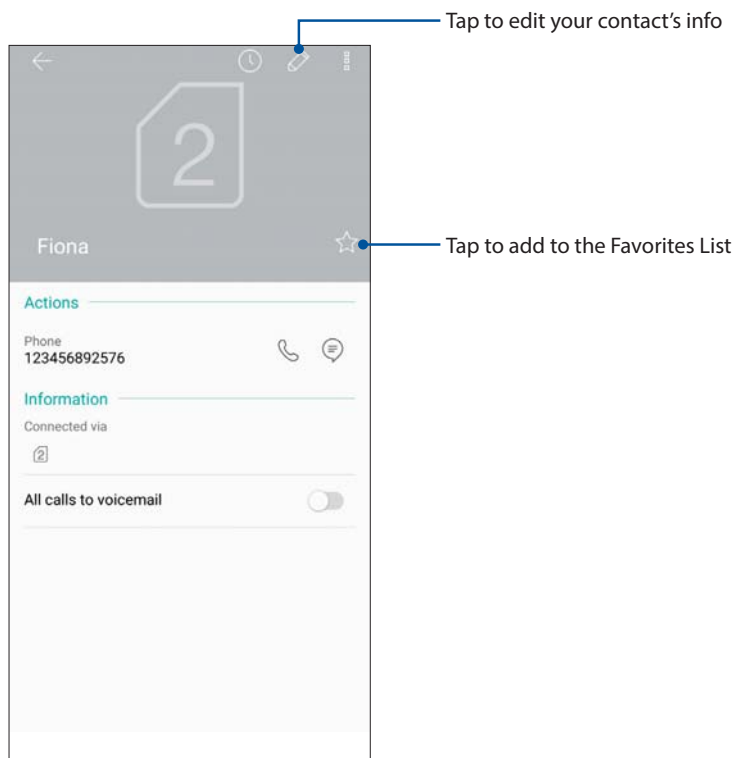 Tap to edit your contact's info
2
Fiona
Tap to add to the Favorites List
Actions
Phone
123456892576
Information
Connected via
2
All calls to voicemail